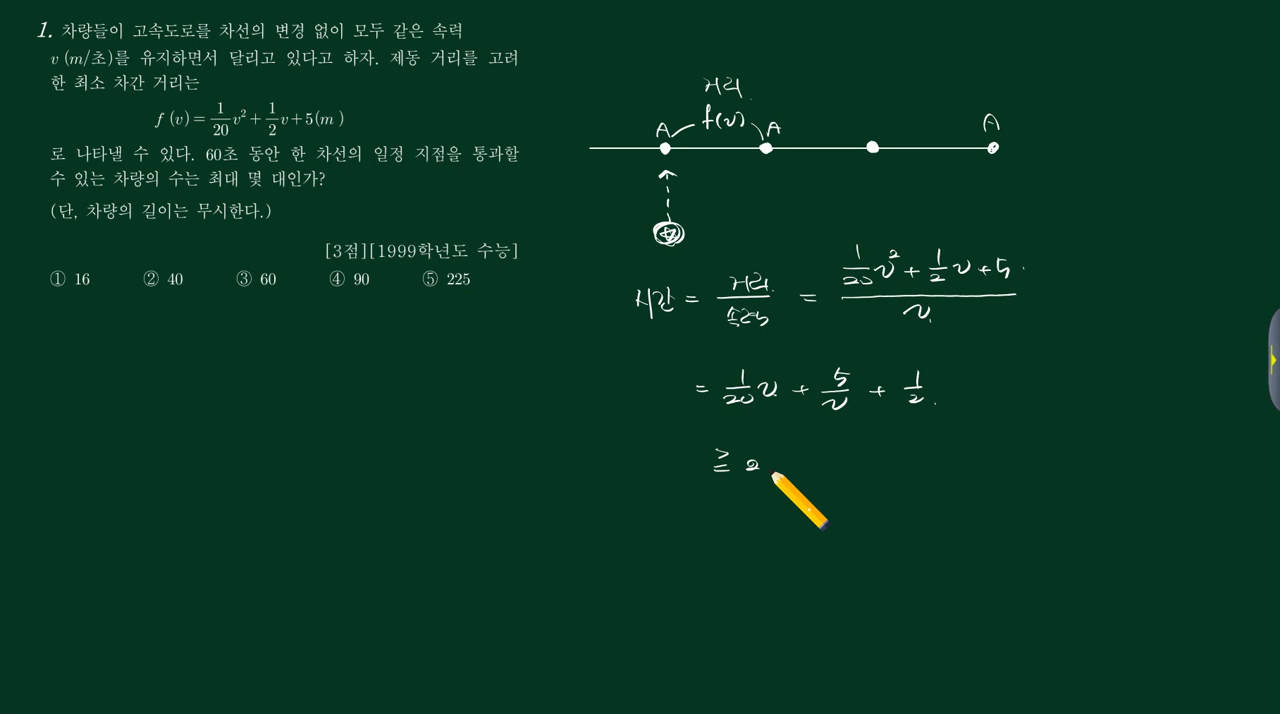 1. 차량들이 고속도로를 차선의 변경 없이 모두 같은 속력
v (m/초)를 유지하면서 달리고 있다고 하자. 제동 거리를 고려
한 최소 차간 거리는
f (v) = 1/20 v² + 1/2 v + 5 (m)
로 나타낼 수 있다. 60초 동안 한 차선의 일정 지점을 통과할
수 있는 차량의 수는 최대 몇 대인가?
(단, 차량의 길이는 무시한다.)
[3점][1999학년도 수능]
① 16 ② 40 ③ 60 ④ 90 ⑤ 225
거리
A f(v) A A
시간 = 거리/속력 = (1/20 v² + 1/2 v + 5)/v
= 1/20 v + 5/v + 1/2
≧ 2